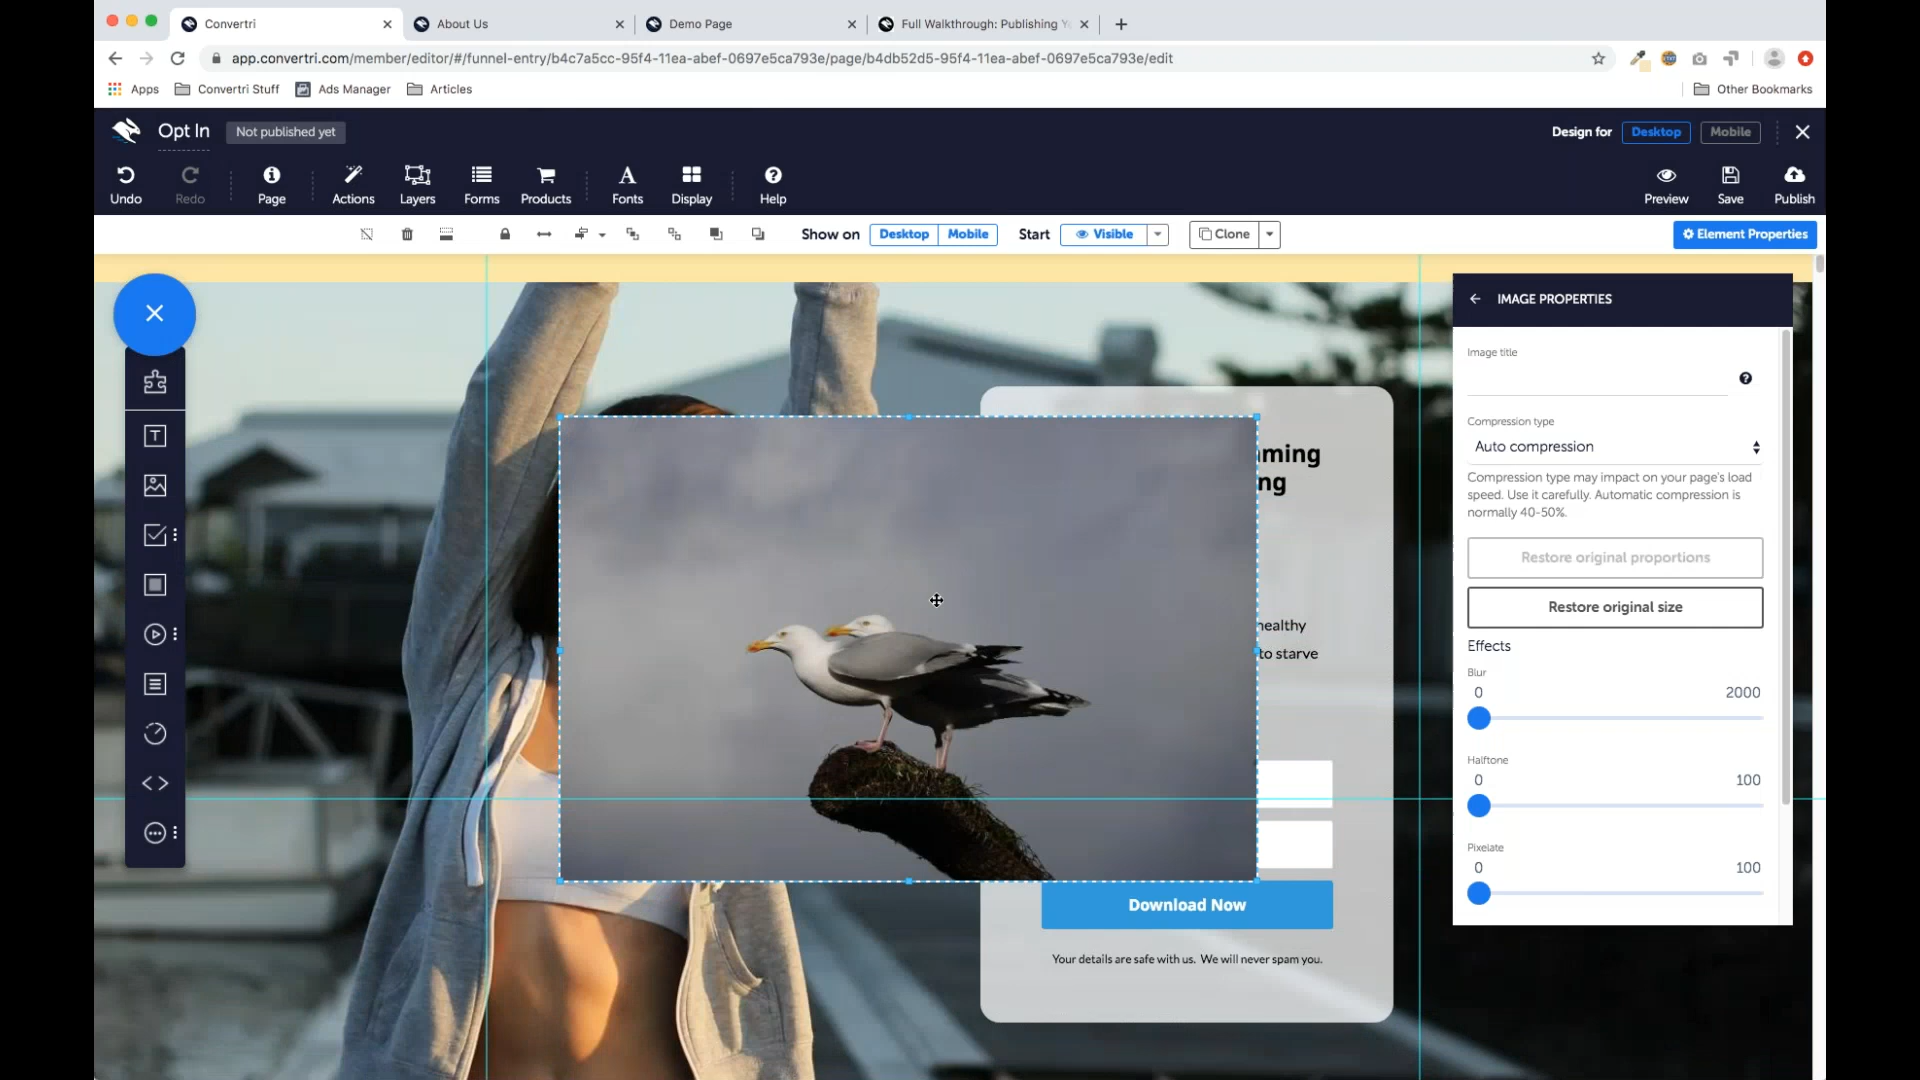 Convertri
About Us
Demo Page
Full Walkthrough: Publishing
app.convertri.com/member/editor/#/funnel-entry/b4c7a5cc-95f4-11ea-abef-0697e5ca793e/page/b4db52d5-95f4-11ea-abef-0697e5ca793e/edit
Apps
Convertri Stuff
Ads Manager
Articles
Other Bookmarks
Opt In
Not published yet
Design for
Desktop
Mobile
Undo
Redo
Page
Actions
Layers
Forms
Products
Fonts
Display
Help
Preview
Save
Publish
Show on
Desktop
Mobile
Start
Visible
Clone
Element Properties
IMAGE PROPERTIES
Image title
Compression type
Auto compression
Compression type may impact on your page's load
speed. Use it carefully. Automatic compression is
normally 40-50%.
Restore original proportions
Restore original size
Effects
Blur
0 2000
Halftone
0 100
Pixelate
0 100
ng
healthy
to starve
Download Now
Your details are safe with us. We will never spam you.